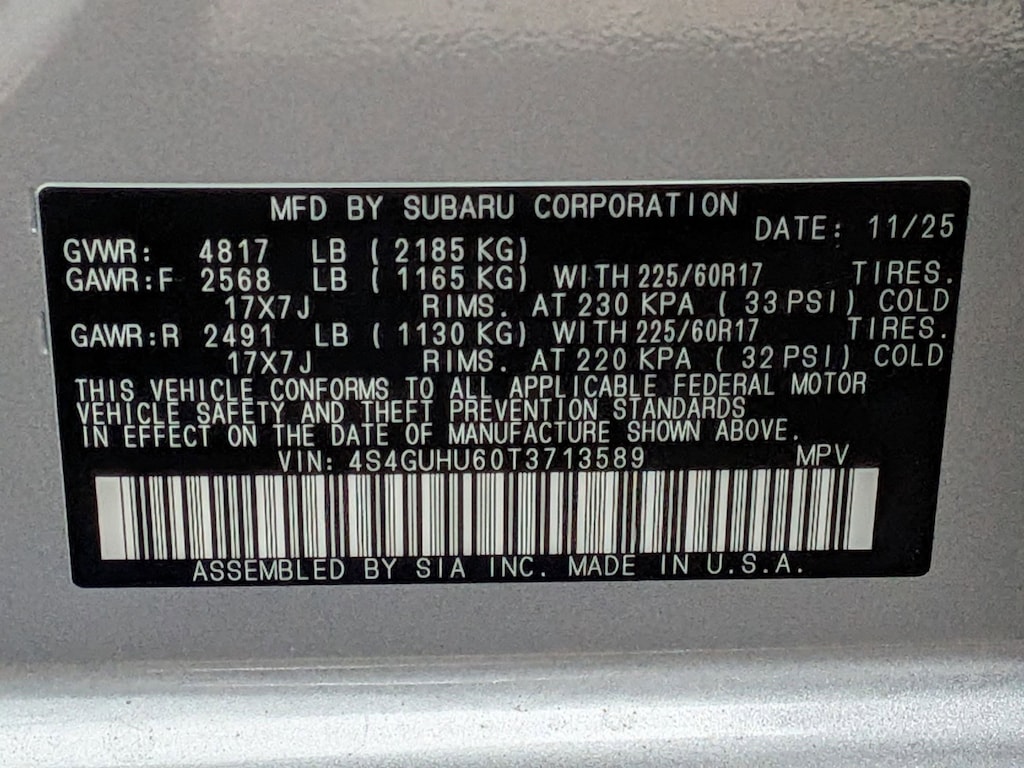 MFD BY SUBARU CORPORATION
DATE: 11/25
GVWR: 4817 LB ( 2185 KG)
GAWR:F 2568 LB ( 1165 KG) WITH 225/60R17 TIRES.
17X7J RIMS. AT 230 KPA ( 33 PSI) COLD
GAWR:R 2491 LB ( 1130 KG) WITH 225/60R17 TIRES.
17X7J RIMS. AT 220 KPA ( 32 PSI) COLD
THIS VEHICLE CONFORMS TO ALL APPLICABLE FEDERAL MOTOR
VEHICLE SAFETY AND THEFT PREVENTION STANDARDS
IN EFFECT ON THE DATE OF MANUFACTURE SHOWN ABOVE.
VIN: 4S4GUHU60T3713589 MPV
ASSEMBLED BY SIA INC. MADE IN U.S.A.